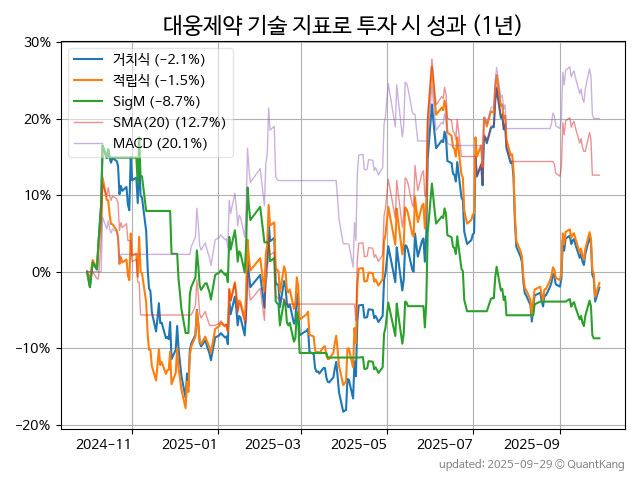 대웅제약 기술 지표로 투자 시 성과 (1년)
거치식 (−2.1%)
적립식 (−1.5%)
SigM (−8.7%)
SMA(20) (12.7%)
MACD (20.1%)
30%
20%
10%
0%
−10%
−20%
2024−11 2025−01 2025−03 2025−05 2025−07 2025−09
updated: 2025−09−29 ⓒ QuantKang